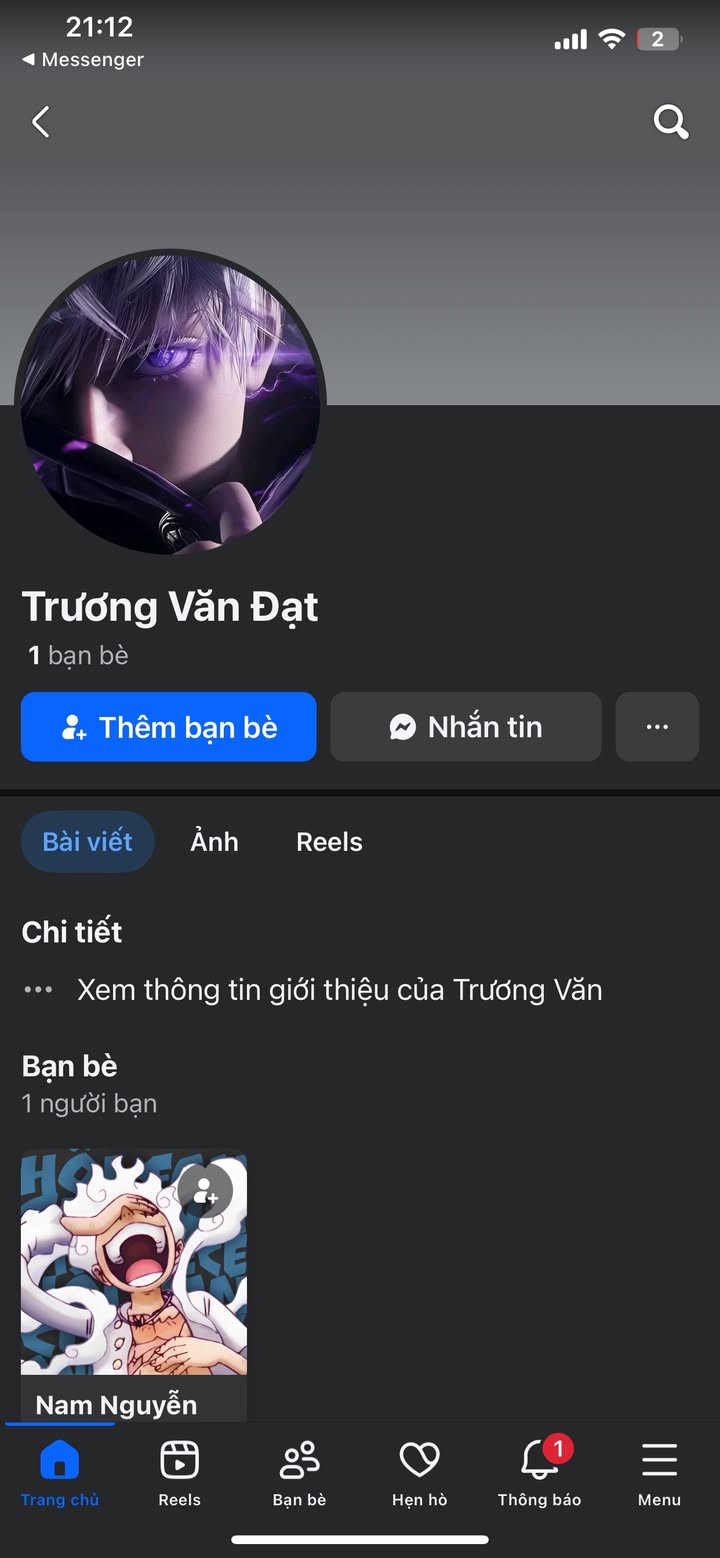 21:12
2
◀ Messenger
Trương Văn Đạt
1 bạn bè
Thêm bạn bè
Nhắn tin
Bài viết
Ảnh
Reels
Chi tiết
Xem thông tin giới thiệu của Trương Văn
Bạn bè
1 người bạn
Nam Nguyễn
1
Trang chủ
Reels
Bạn bè
Hẹn hò
Thông báo
Menu